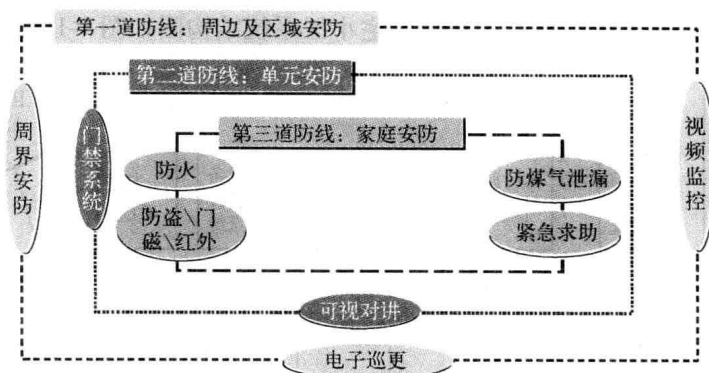 第一道防线：周边及区域安防
第二道防线：单元安防
第三道防线：家庭安防
周界安防
门禁系统
防火
防盗\门
磁\红外
防煤气泄漏
紧急求助
视频监控
可视对讲
电子巡更